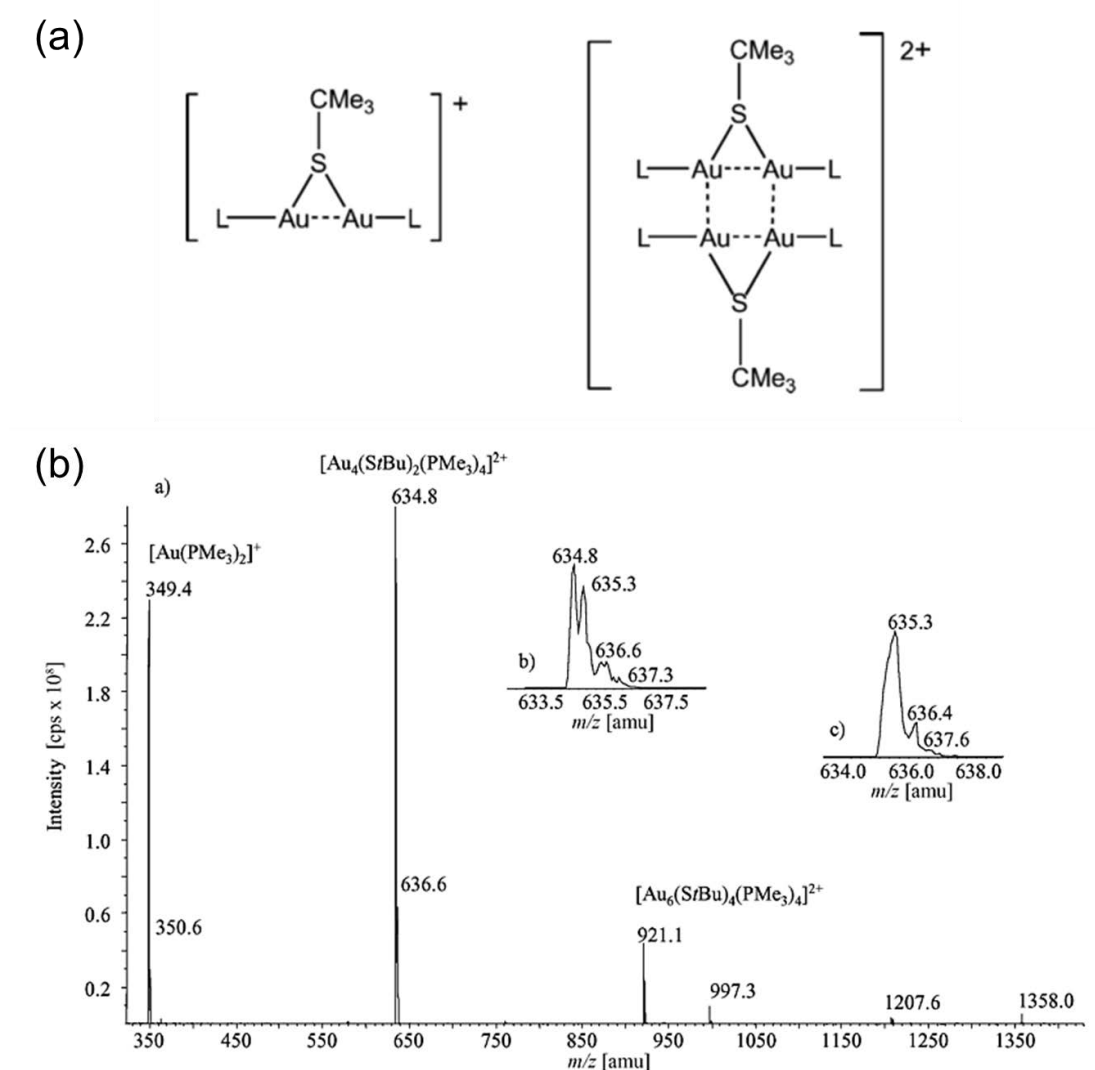 (a)
CMe₃
S
L Au Au L
+
CMe₃
S
L Au Au L
L Au Au L
S
CMe₃
2+
(b)
a)
[Au₄(StBu)₂(PMe₃)₄]²⁺
634.8
[Au(PMe₃)₂]⁺
349.4
350.6
636.6
Intensity [cps x 10⁸]
2.6
2.2
1.8
1.4
1.0
0.6
0.2
b)
634.8
635.3
636.6
637.3
633.5 635.5 637.5
m/z [amu]
c)
635.3
636.4
637.6
634.0 636.0 638.0
m/z [amu]
[Au₆(StBu)₄(PMe₃)₄]²⁺
921.1
997.3
1207.6
1358.0
350 450 550 650 750 850 950 1050 1150 1250 1350
m/z [amu]